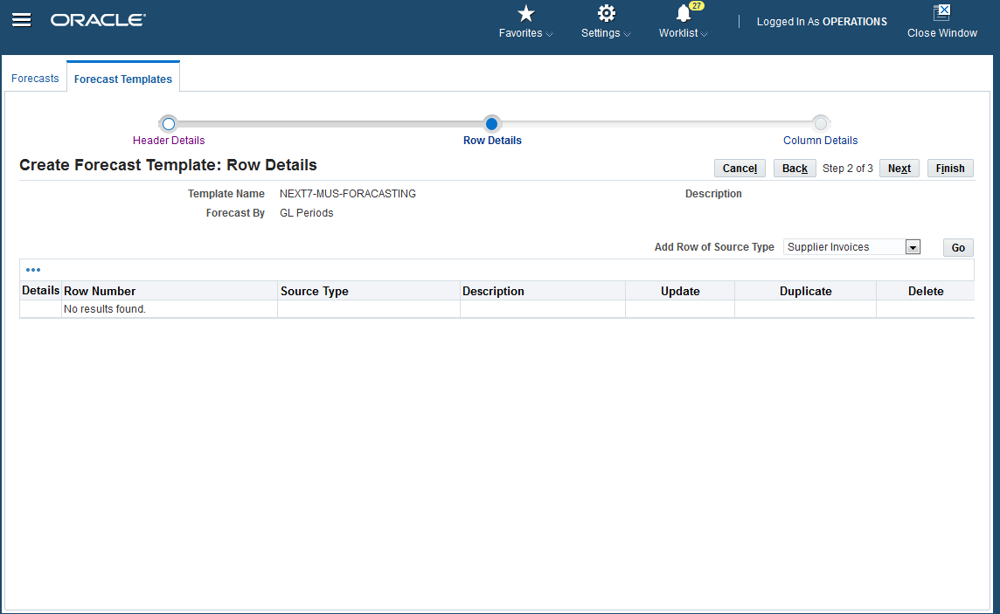 ORACLE
Favorites
Settings
27
Worklist
Logged In As OPERATIONS
Close Window
Forecasts
Forecast Templates
Header Details
Row Details
Column Details
Create Forecast Template: Row Details
Cancel
Back
Step 2 of 3
Next
Finish
Template Name NEXT7-MUS-FORACASTING
Description
Forecast By GL Periods
Add Row of Source Type Supplier Invoices Go
Details Row Number Source Type Description Update Duplicate Delete
No results found.